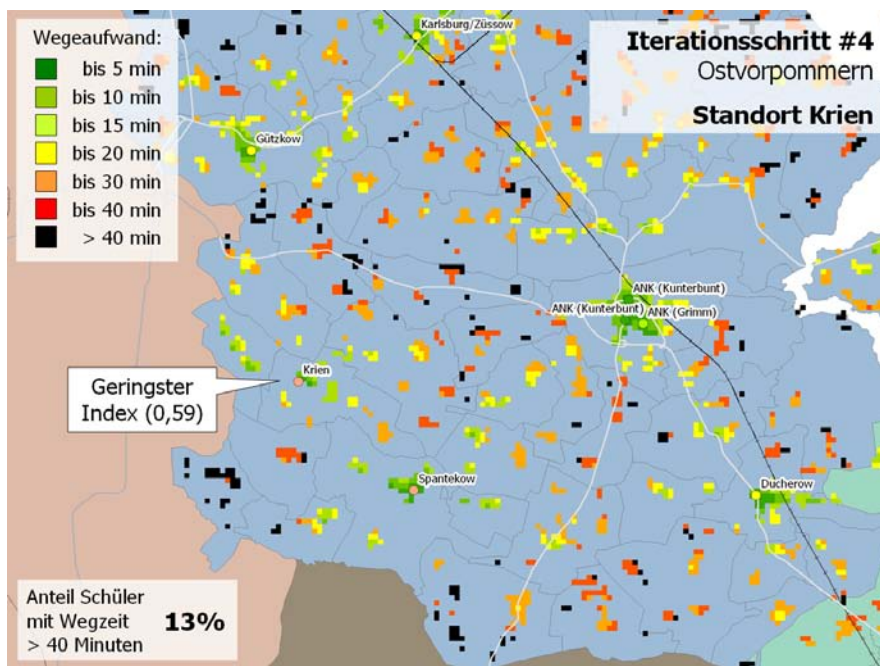 Wegeaufwand:
bis 5 min
bis 10 min
bis 15 min
bis 20 min
bis 30 min
bis 40 min
> 40 min
Iterationsschritt #4
Ostvorpommern
Standort Krien
Karlsburg/Züssow
Gützkow
ANK (Kunterbunt)
ANK (Kunterbunt)
ANK (Grimm)
Krien
Geringster
Index (0,59)
Spantekow
Ducherow
Anteil Schüler
mit Wegzeit 13%
> 40 Minuten